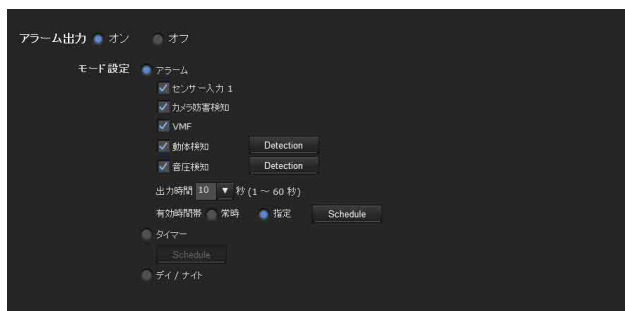 アラーム出力 オン オフ
モード設定 アラーム
センサー入力 1
カメラ妨害検知
VMF
動体検知 Detection
音圧検知 Detection
出力時間 10 ▼ 秒 (1 ～ 60 秒)
有効時間帯 常時 指定 Schedule
タイマー
Schedule
デイ / ナイト